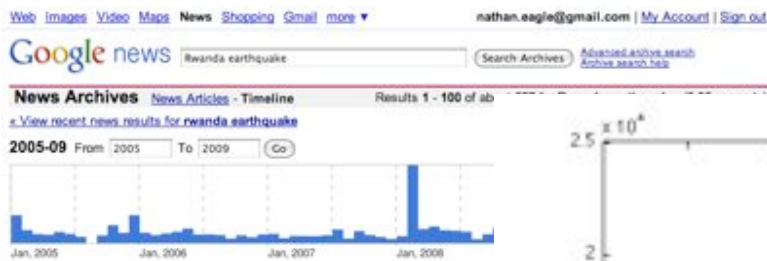 Web Images Video Maps News Shopping Gmail more ▼ nathan.eagle@gmail.com | My Account | Sign out
Google news Rwanda earthquake Search Archives Advanced archive search
Archive search help
News Archives News Articles - Timeline Results 1 - 100 of ab
« View recent news results for rwanda earthquake
2005-09 From 2005 To 2009 Go
Jan, 2005 Jan, 2006 Jan, 2007 Jan, 2008
2.5 x 10
2